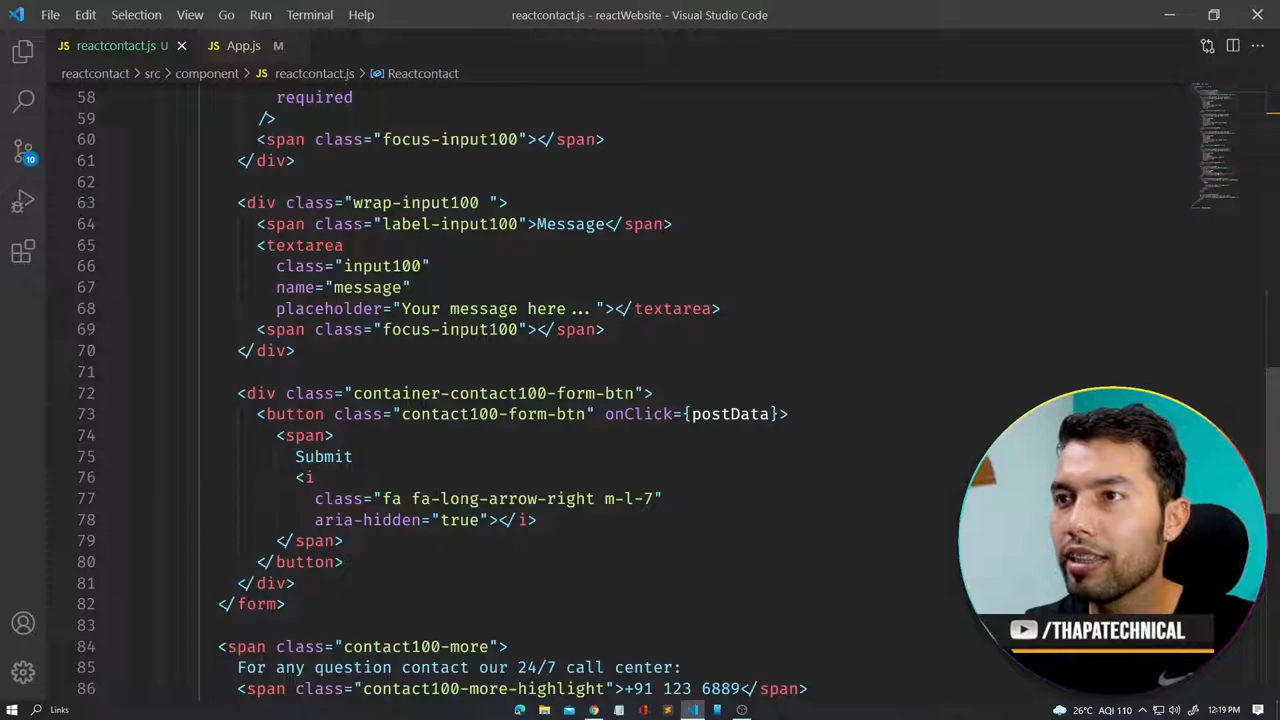 File Edit Selection View Go Run Terminal Help reactcontact.js - reactWebsite - Visual Studio Code
JS reactcontact.js U JS App.js M
reactcontact > src > component > JS reactcontact.js > Reactcontact
58 required
59 />
60 <span class="focus-input100"></span>
61 </div>
62
63 <div class="wrap-input100 ">
64 <span class="label-input100">Message</span>
65 <textarea
66 class="input100"
67 name="message"
68 placeholder="Your message here..."></textarea>
69 <span class="focus-input100"></span>
70 </div>
71
72 <div class="container-contact100-form-btn">
73 <button class="contact100-form-btn" onClick={postData}>
74 <span>
75 Submit
76 <i
77 class="fa fa-long-arrow-right m-l-7"
78 aria-hidden="true"></i>
79 </span>
80 </button>
81 </div>
82 </form>
83
84 <span class="contact100-more">
85 For any question contact our 24/7 call center:
86 <span class="contact100-more-highlight">+91 123 6889</span>
10
/THAPATECHNICAL
Links 26°C AQI 110 12:19 PM